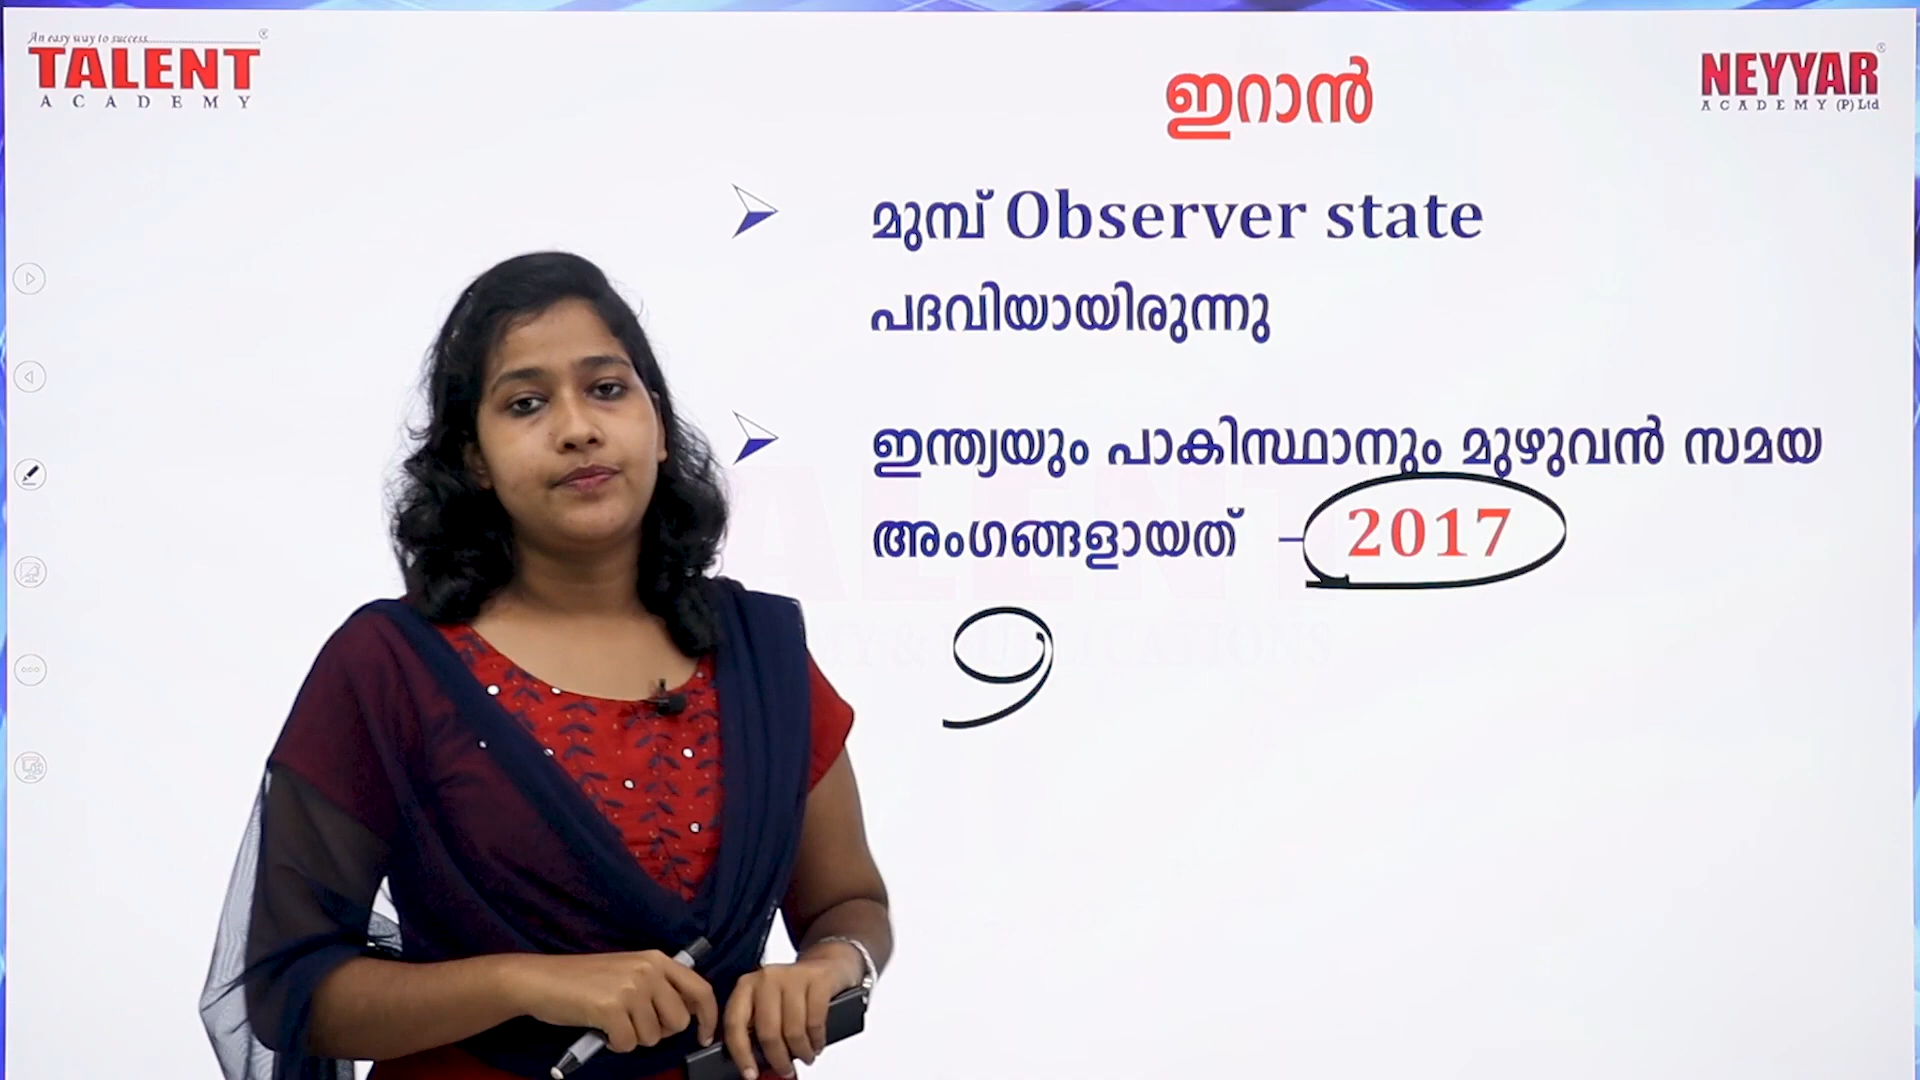 An easy way to success
TALENT
ACADEMY
NEYYAR
ACADEMY (P) Ltd
ഇറാൻ
മുമ്പ് Observer state
പദവിയായിരുന്നു
ഇന്ത്യയും പാകിസ്ഥാനും മുഴുവൻ സമയ
അംഗങ്ങളായത് – 2017
9